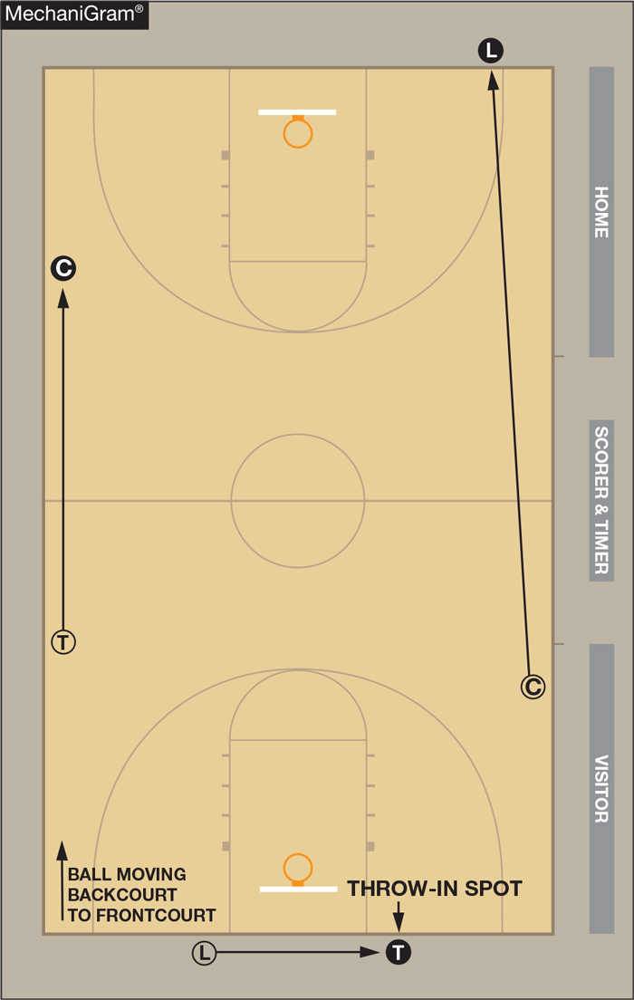 MechaniGram®
L
HOME
C
SCORER & TIMER
T
C
VISITOR
BALL MOVING
BACKCOURT
TO FRONTCOURT
THROW-IN SPOT
L
T